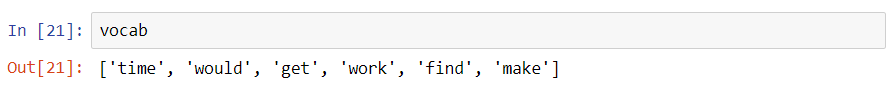 In [21]: vocab
Out[21]: ['time', 'would', 'get', 'work', 'find', 'make']